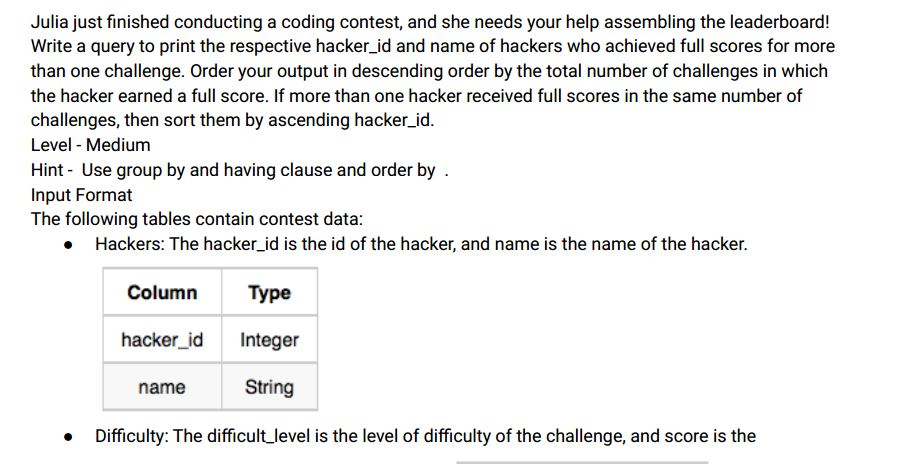 Julia just finished conducting a coding contest, and she needs your help assembling the leaderboard!
Write a query to print the respective hacker_id and name of hackers who achieved full scores for more
than one challenge. Order your output in descending order by the total number of challenges in which
the hacker earned a full score. If more than one hacker received full scores in the same number of
challenges, then sort them by ascending hacker_id.
Level - Medium
Hint - Use group by and having clause and order by .
Input Format
The following tables contain contest data:
● Hackers: The hacker_id is the id of the hacker, and name is the name of the hacker.
Column Type
hacker_id Integer
name String
● Difficulty: The difficult_level is the level of difficulty of the challenge, and score is the